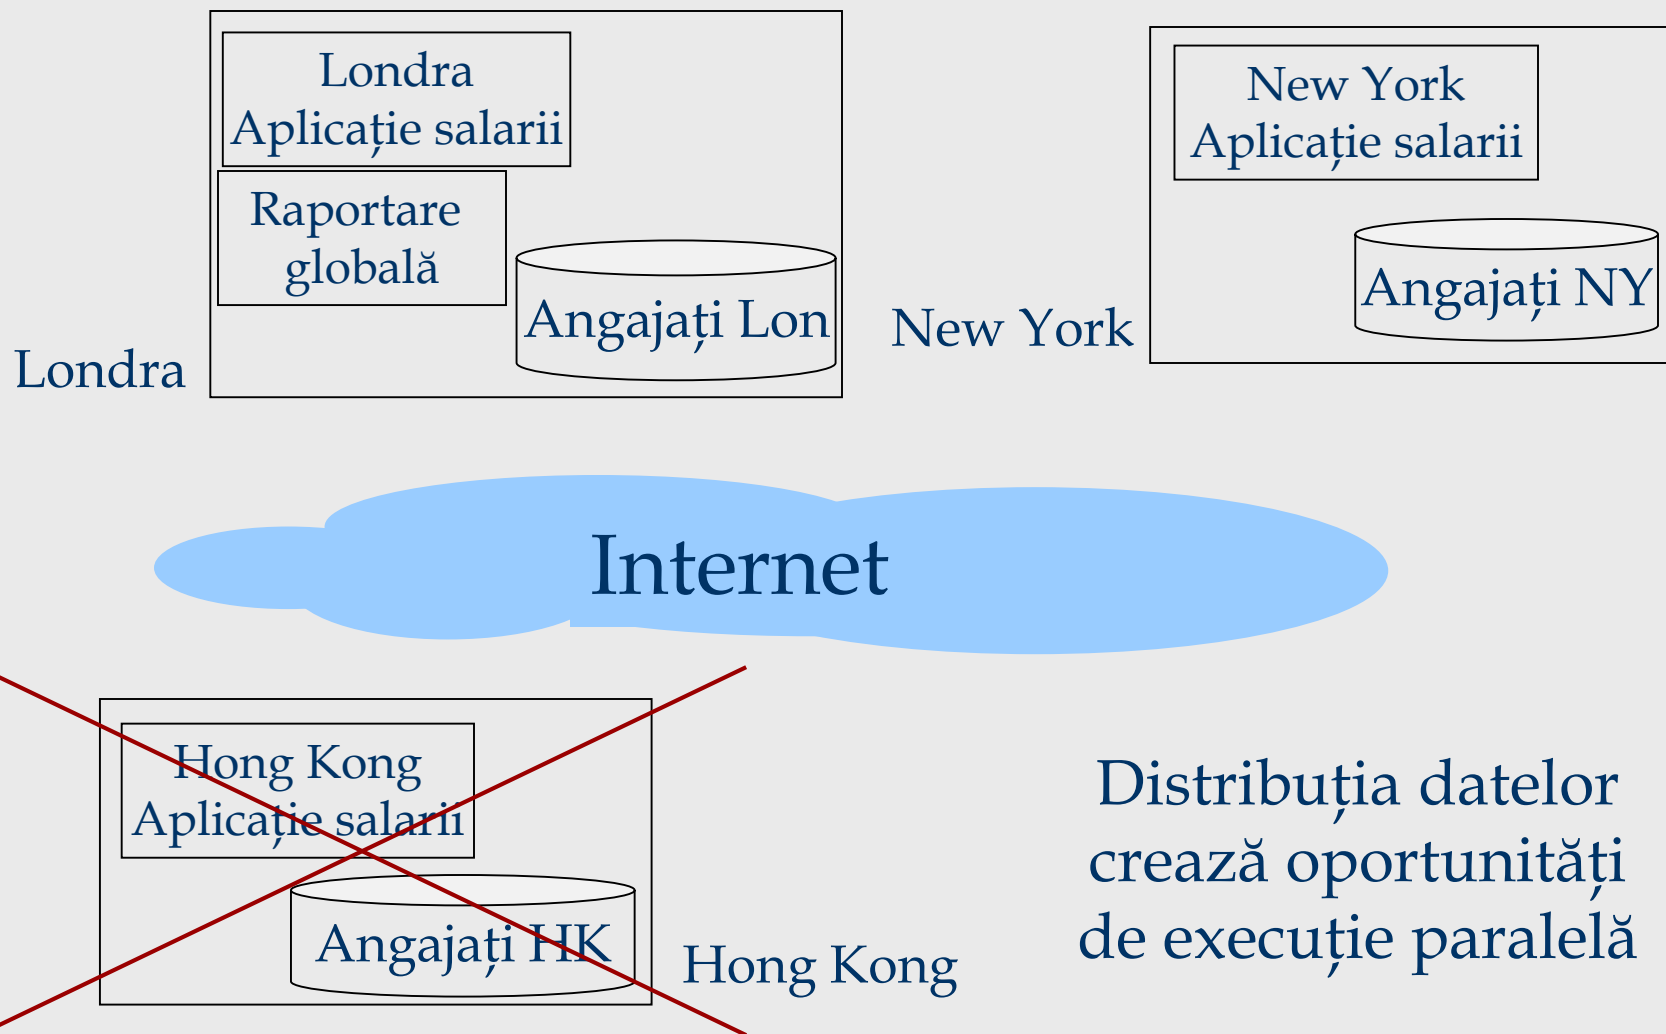 Londra
Aplicație salarii
Raportare
globală
Angajați Lon
Londra
New York
Aplicație salarii
Angajați NY
New York
Internet
Hong Kong
Aplicație salarii
Angajați HK
Hong Kong
Distribuția datelor
crează oportunități
de execuție paralelă